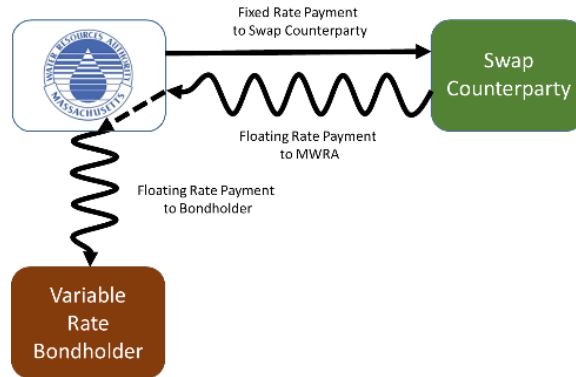 Fixed Rate Payment
to Swap Counterparty
WATER RESOURCES AUTHORITY
MASSACHUSETTS
Swap
Counterparty
Floating Rate Payment
to MWRA
Floating Rate Payment
to Bondholder
Variable
Rate
Bondholder